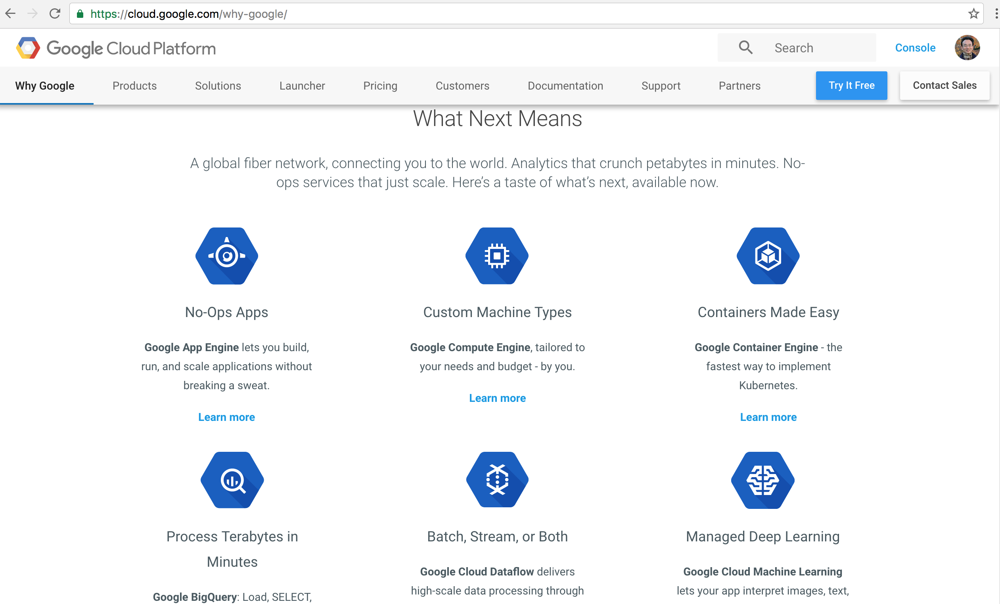 https://cloud.google.com/why-google/
Google Cloud Platform
Search
Console
Why Google
Products
Solutions
Launcher
Pricing
Customers
Documentation
Support
Partners
Try It Free
Contact Sales
What Next Means
A global fiber network, connecting you to the world. Analytics that crunch petabytes in minutes. No-
ops services that just scale. Here’s a taste of what’s next, available now.
No-Ops Apps
Google App Engine lets you build,
run, and scale applications without
breaking a sweat.
Learn more
Custom Machine Types
Google Compute Engine, tailored to
your needs and budget - by you.
Learn more
Containers Made Easy
Google Container Engine - the
fastest way to implement
Kubernetes.
Learn more
Process Terabytes in
Minutes
Google BigQuery: Load, SELECT,
Batch, Stream, or Both
Google Cloud Dataflow delivers
high-scale data processing through
Managed Deep Learning
Google Cloud Machine Learning
lets your app interpret images, text,